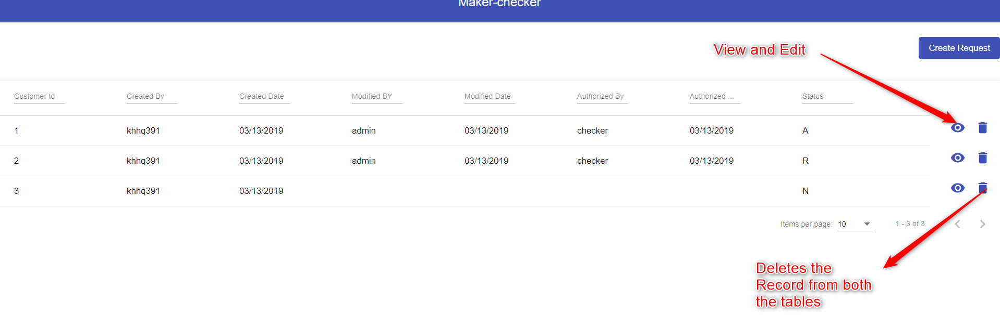 Maker-checker
View and Edit
Create Request
Customer Id Created By Created Date Modified BY Modified Date Authorized By Authorized ... Status
1 khhq391 03/13/2019 admin 03/13/2019 checker 03/13/2019 A
2 khhq391 03/13/2019 admin 03/13/2019 checker 03/13/2019 R
3 khhq391 03/13/2019 N
Items per page: 10 1 - 3 of 3
Deletes the
Record from both
the tables